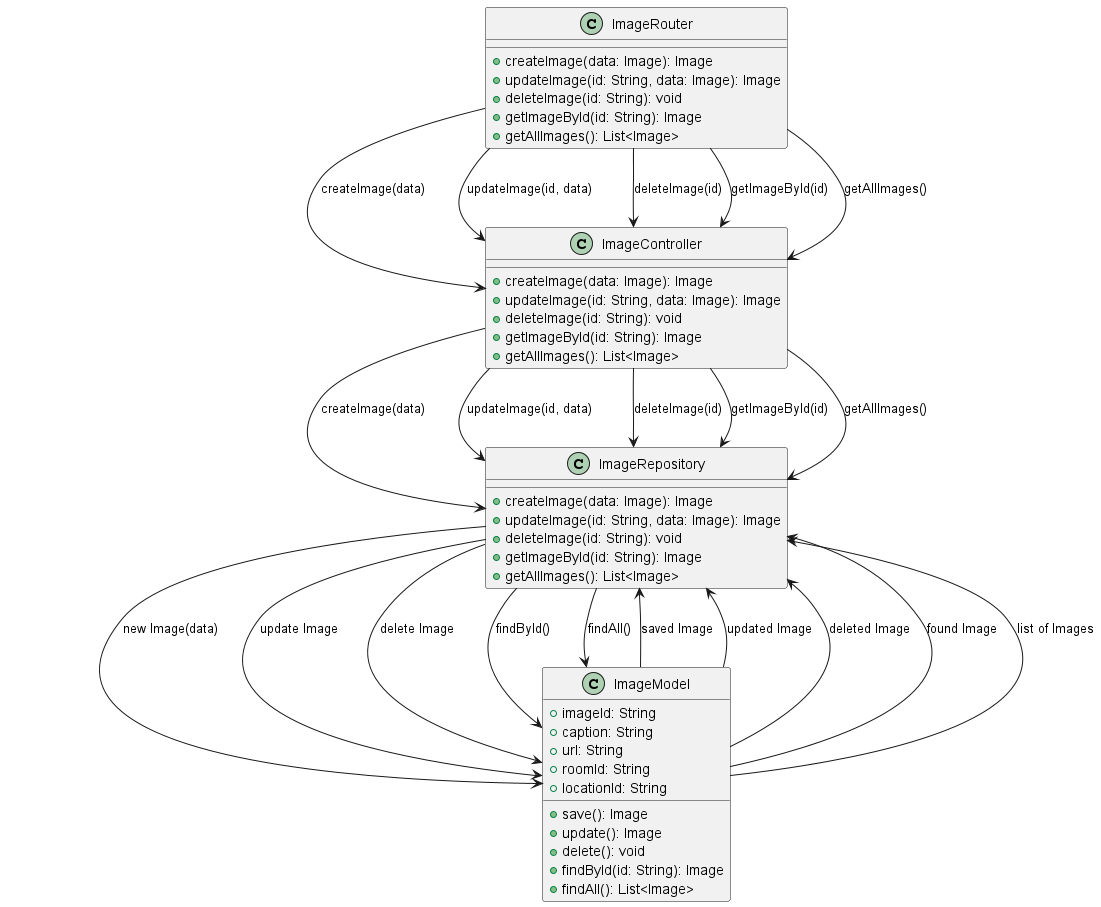 C ImageRouter
createImage(data: Image): Image
updateImage(id: String, data: Image): Image
deleteImage(id: String): void
getImageById(id: String): Image
getAllImages(): List<Image>
createImage(data)
updateImage(id, data)
deleteImage(id)
getImageById(id)
getAllImages()
C ImageController
createImage(data: Image): Image
updateImage(id: String, data: Image): Image
deleteImage(id: String): void
getImageById(id: String): Image
getAllImages(): List<Image>
createImage(data)
updateImage(id, data)
deleteImage(id)
getImageById(id)
getAllImages()
C ImageRepository
createImage(data: Image): Image
updateImage(id: String, data: Image): Image
deleteImage(id: String): void
getImageById(id: String): Image
getAllImages(): List<Image>
new Image(data)
update Image
delete Image
findById()
findAll()
saved Image
updated Image
deleted Image
found Image
list of Images
C ImageModel
imageId: String
caption: String
url: String
roomId: String
locationId: String
save(): Image
update(): Image
delete(): void
findById(id: String): Image
findAll(): List<Image>